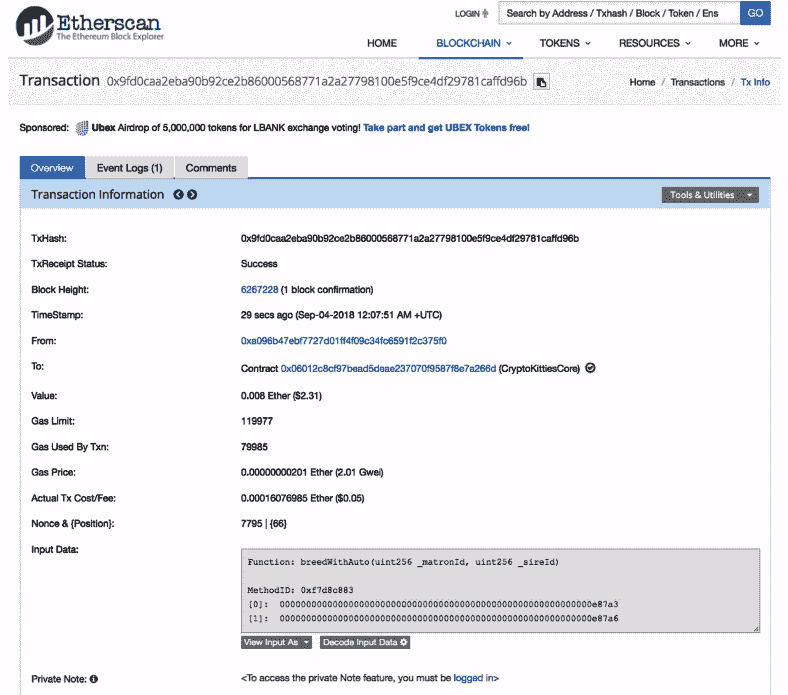 Etherscan
The Ethereum Block Explorer
LOGIN
Search by Address / Txhash / Block / Token / Ens
GO
HOME BLOCKCHAIN TOKENS RESOURCES MORE
Transaction 0x9fd0caa2eba90b92ce2b86000568771a2a27798100e5f9ce4df29781caffd96b
Home / Transactions / Tx Info
Sponsored: Ubex Airdrop of 5,000,000 tokens for LBANK exchange voting! Take part and get UBEX Tokens free!
Overview Event Logs (1) Comments
Transaction Information
Tools & Utilities
TxHash: 0x9fd0caa2eba90b92ce2b86000568771a2a27798100e5f9ce4df29781caffd96b
TxReceipt Status: Success
Block Height: 6267228 (1 block confirmation)
TimeStamp: 29 secs ago (Sep-04-2018 12:07:51 AM +UTC)
From: 0xa096b47ebf7727d01ff4f09c34fc6591f2c375f0
To: Contract 0x06012c8cf97bead5deae237070f9587f8e7a266d (CryptoKittiesCore)
Value: 0.008 Ether ($2.31)
Gas Limit: 119977
Gas Used By Txn: 79985
Gas Price: 0.00000000201 Ether (2.01 Gwei)
Actual Tx Cost/Fee: 0.00016076985 Ether ($0.05)
Nonce & {Position}: 7795 | {66}
Input Data:
Function: breedWithAuto(uint256 _matronId, uint256 _sireId)
MethodID: 0xf7d8c883
[0]: 00000000000000000000000000000000000000000000000000000000000e87a3
[1]: 00000000000000000000000000000000000000000000000000000000000e87a6
View Input As Decode Input Data
Private Note: <To access the private Note feature, you must be logged in>